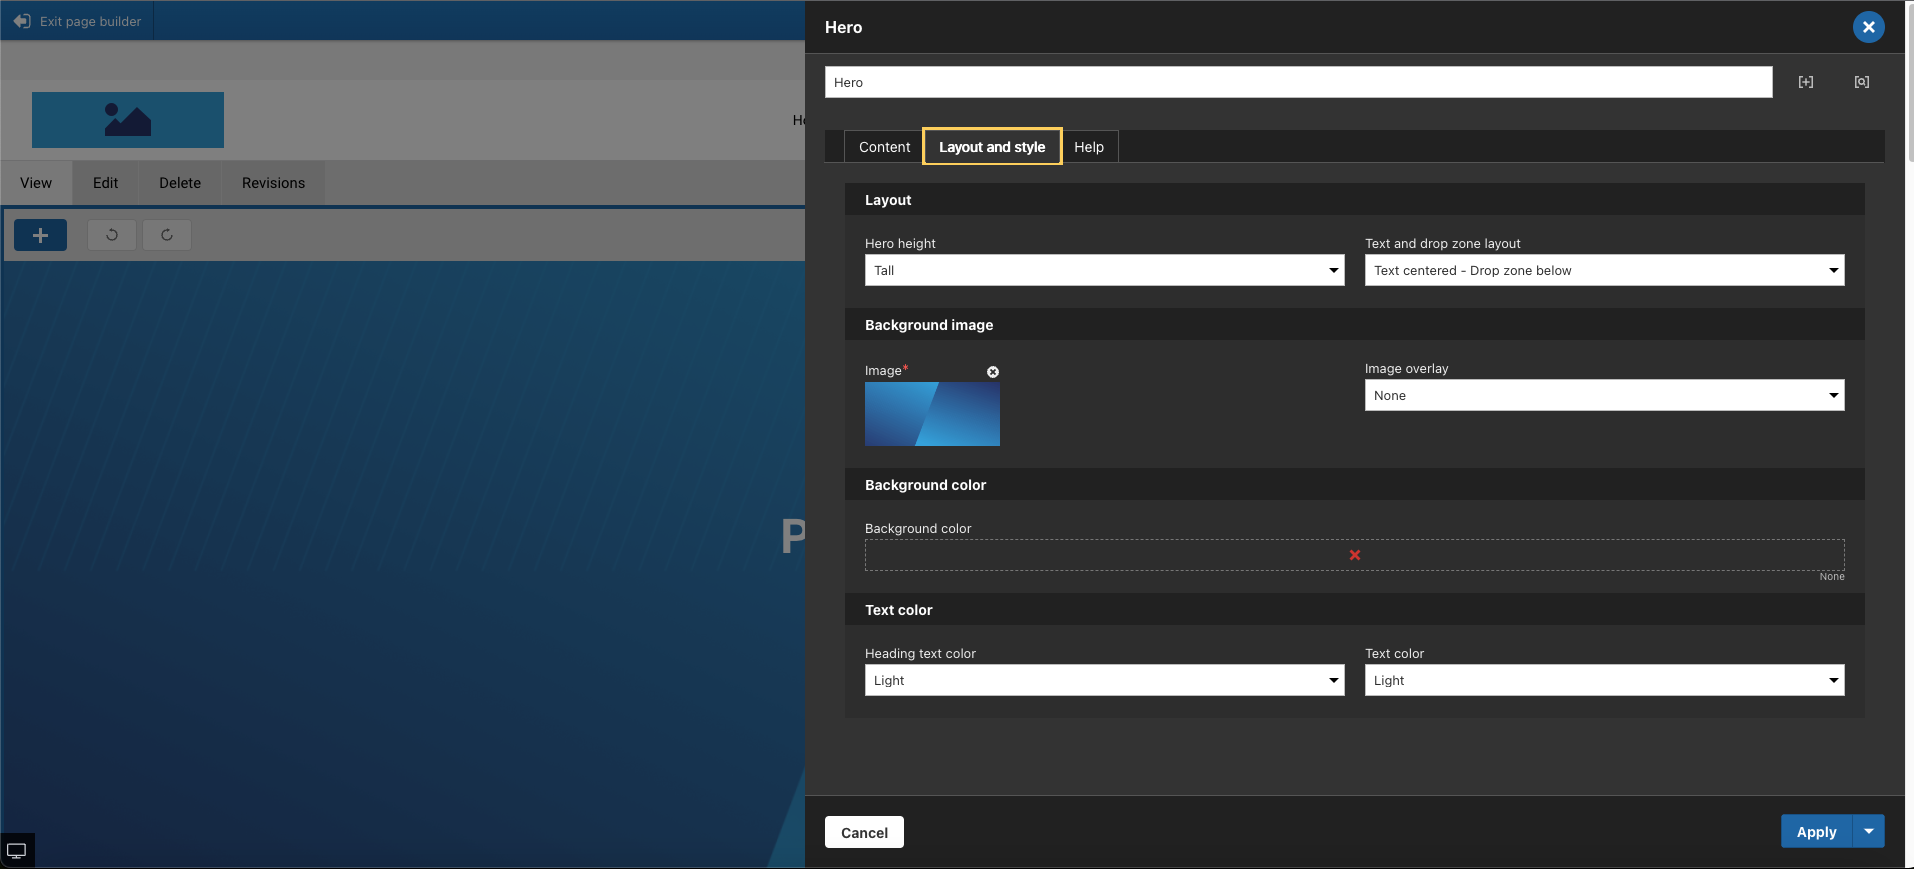 Exit page builder
Hero
Hero
Content
Layout and style
Help
View
Edit
Delete
Revisions
Layout
Hero height
Text and drop zone layout
Tall
Text centered - Drop zone below
Background image
Image*
Image overlay
None
Background color
Background color
None
Text color
Heading text color
Text color
Light
Light
Cancel
Apply